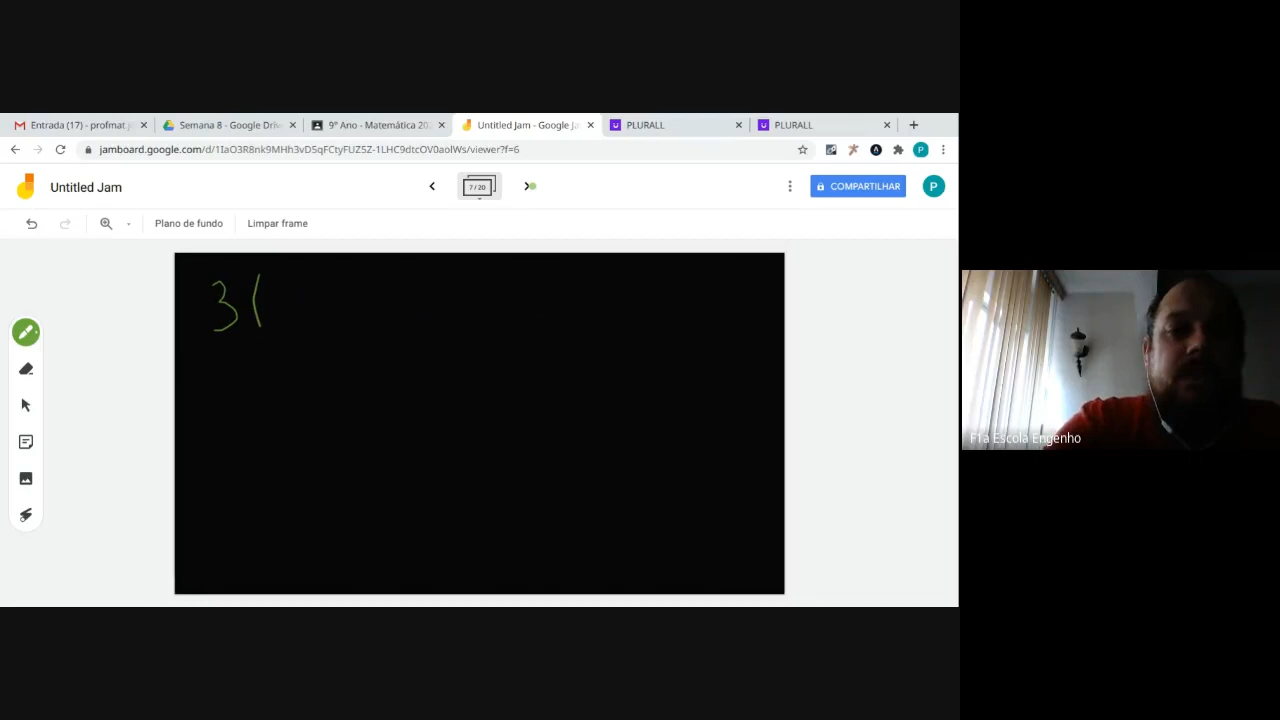 Entrada (17) - profmat.j
Semana 8 - Google Driv
9º Ano - Matemática 202
Untitled Jam - Google Ja
PLURALL
PLURALL
jamboard.google.com/d/1IaO3R8nk9MHh3vD5qFCtyFUZ5Z-1LHC9dtcOV0aolWs/viewer?f=6
P
Untitled Jam
7 / 20
COMPARTILHAR
P
Plano de fundo
Limpar frame
3 (
F1a Escola Engenho